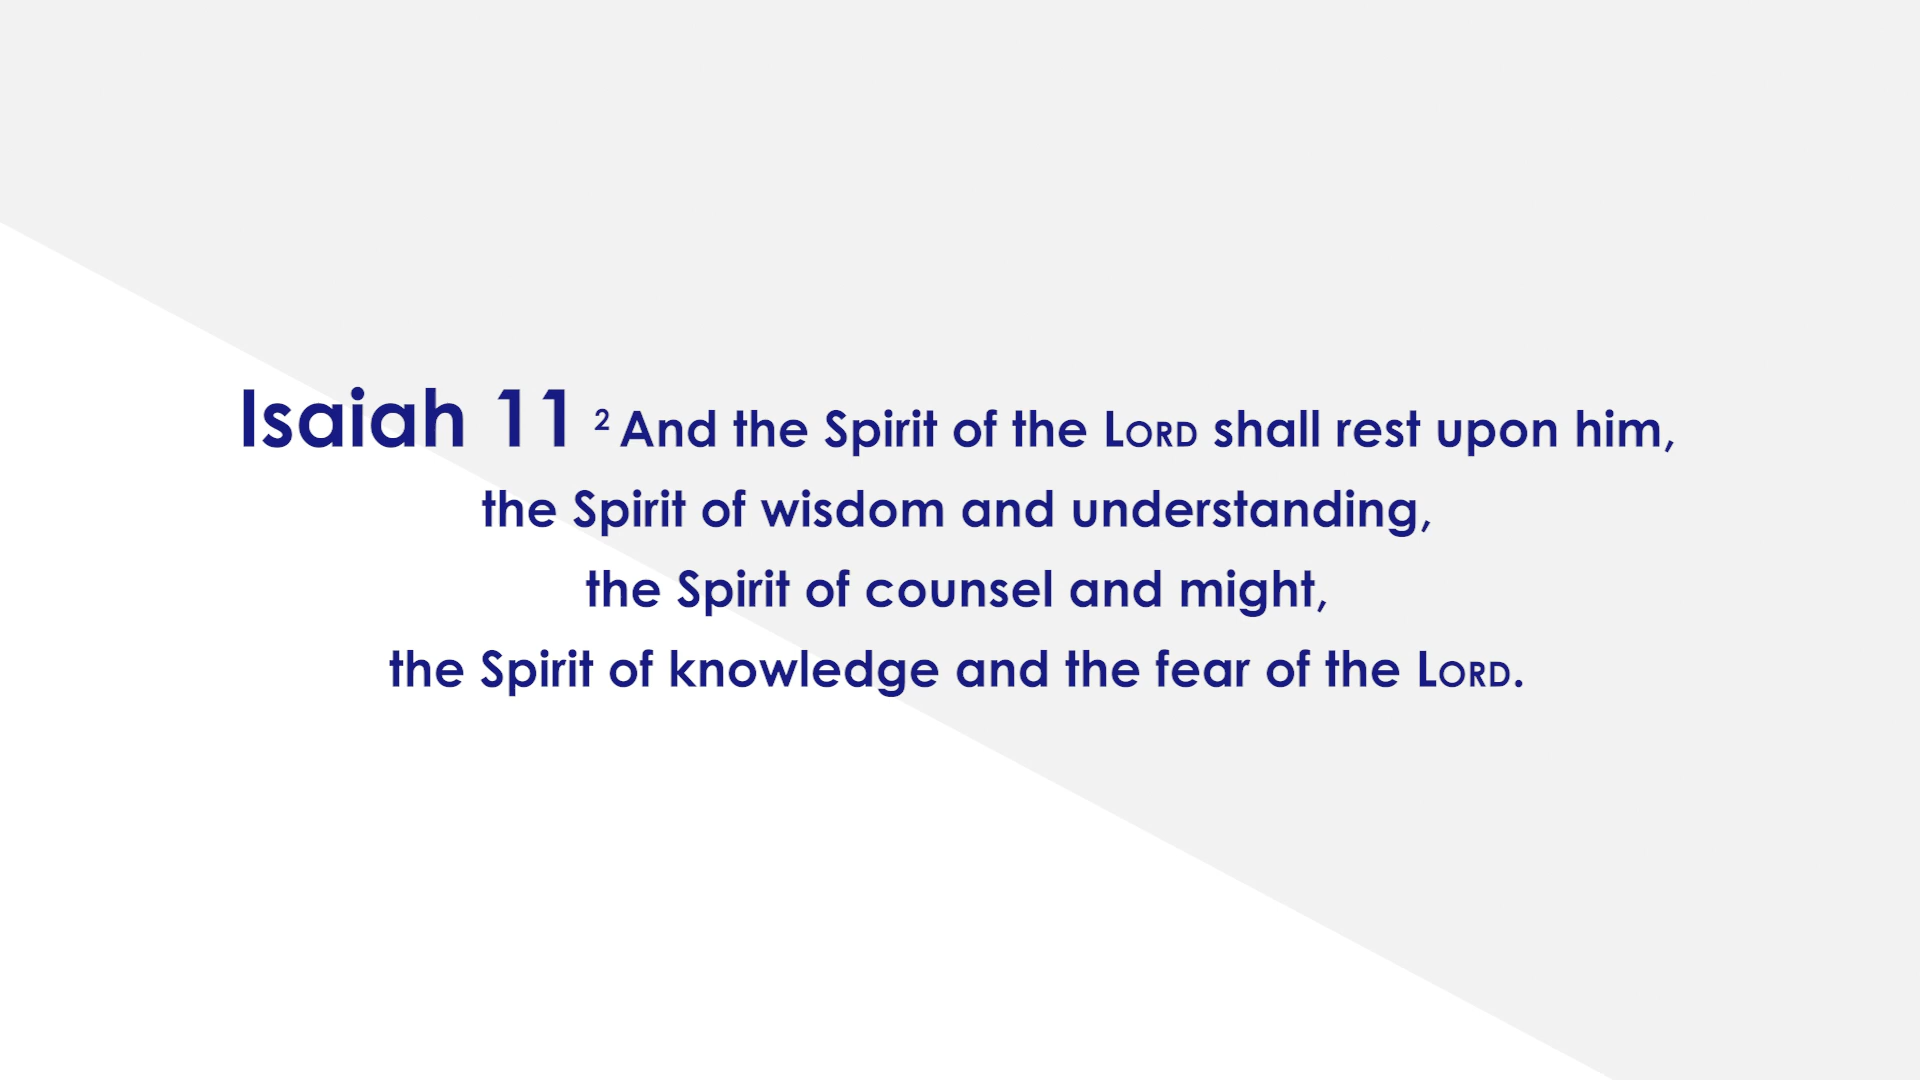 Isaiah 11 ² And the Spirit of the LORD shall rest upon him,
the Spirit of wisdom and understanding,
the Spirit of counsel and might,
the Spirit of knowledge and the fear of the LORD.